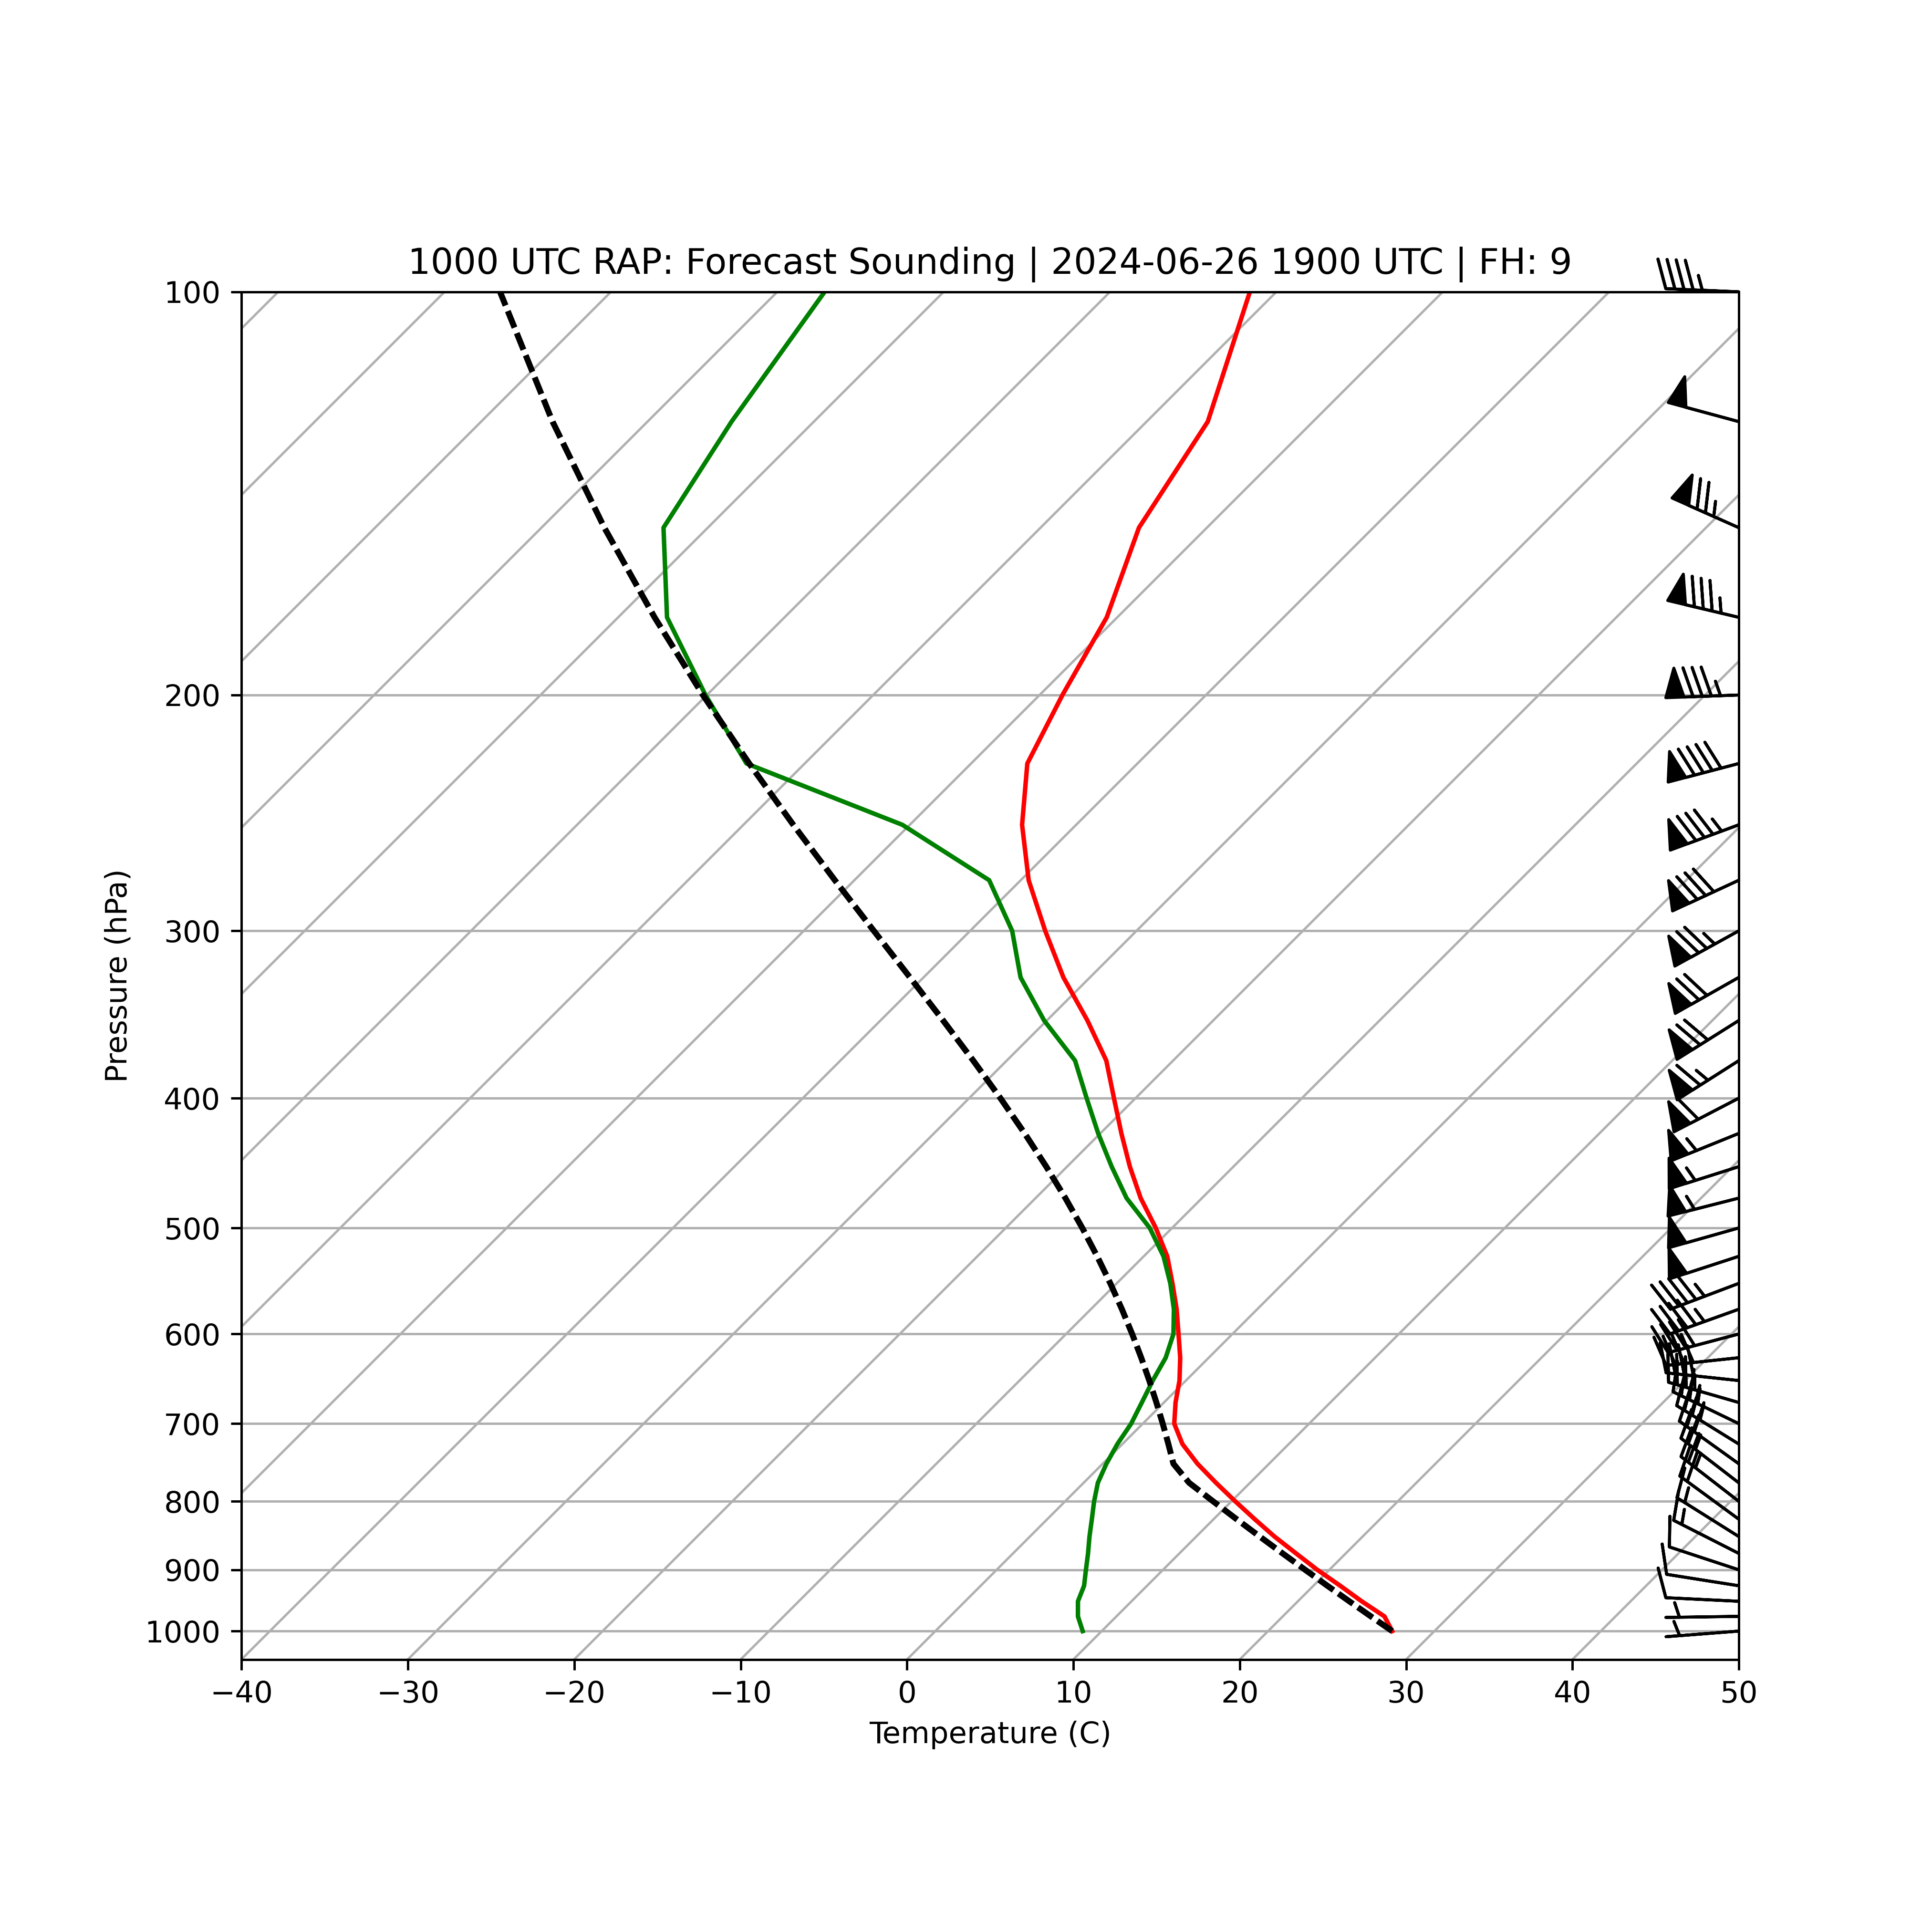 1000 UTC RAP: Forecast Sounding | 2024-06-26 1900 UTC | FH: 9
100
200
300
400
500
600
700
800
900
1000
Pressure (hPa)
−40 −30 −20 −10 0 10 20 30 40 50
Temperature (C)